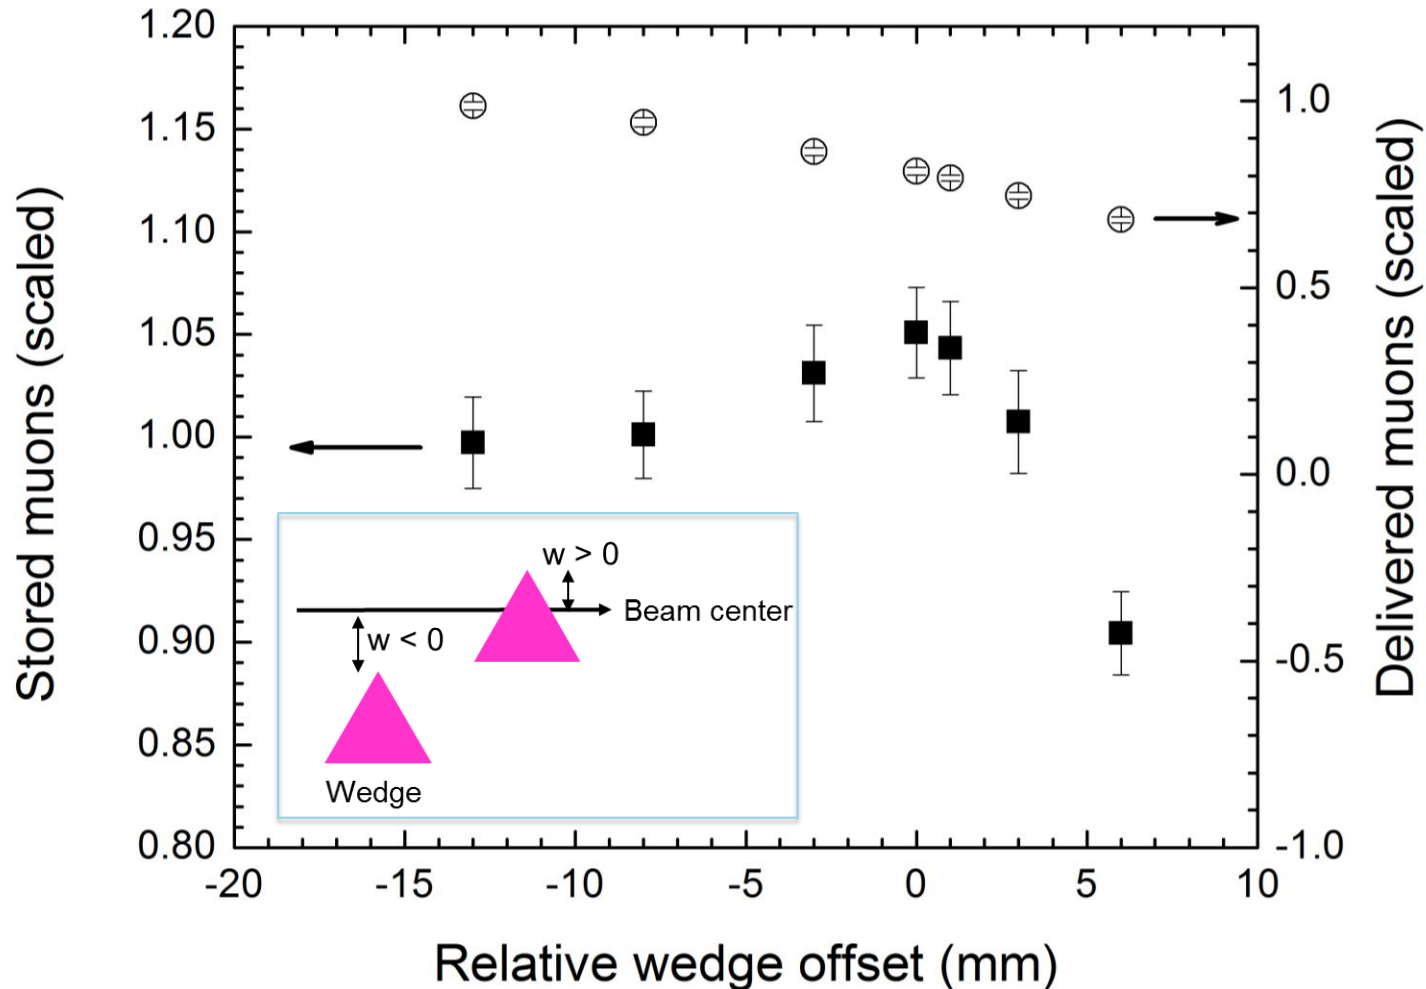 Stored muons (scaled)
1.20
1.15
1.10
1.05
1.00
0.95
0.90
0.85
0.80
w > 0
Beam center
w < 0
Wedge
1.0
0.5
0.0
-0.5
-1.0
Delivered muons (scaled)
-20 -15 -10 -5 0 5 10
Relative wedge offset (mm)